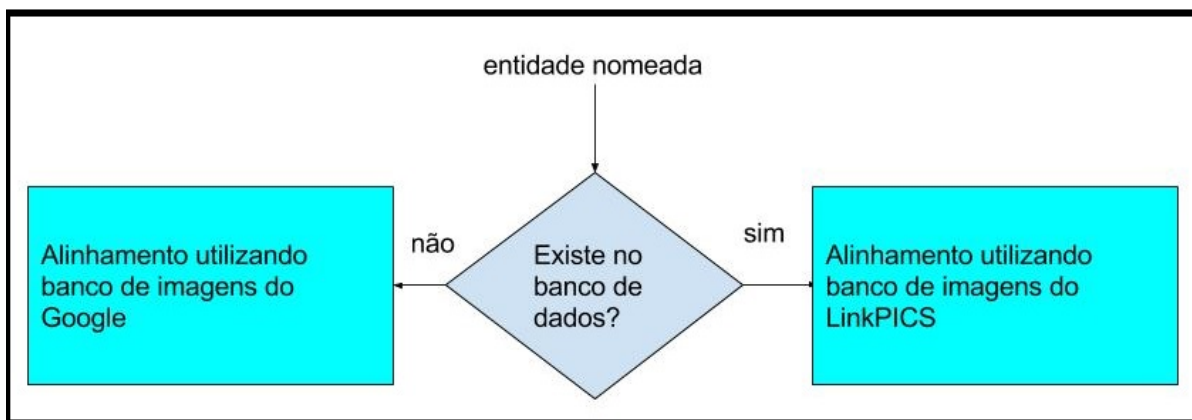 entidade nomeada
não
sim
Alinhamento utilizando
banco de imagens do
Google
Existe no
banco de
dados?
Alinhamento utilizando
banco de imagens do
LinkPICS